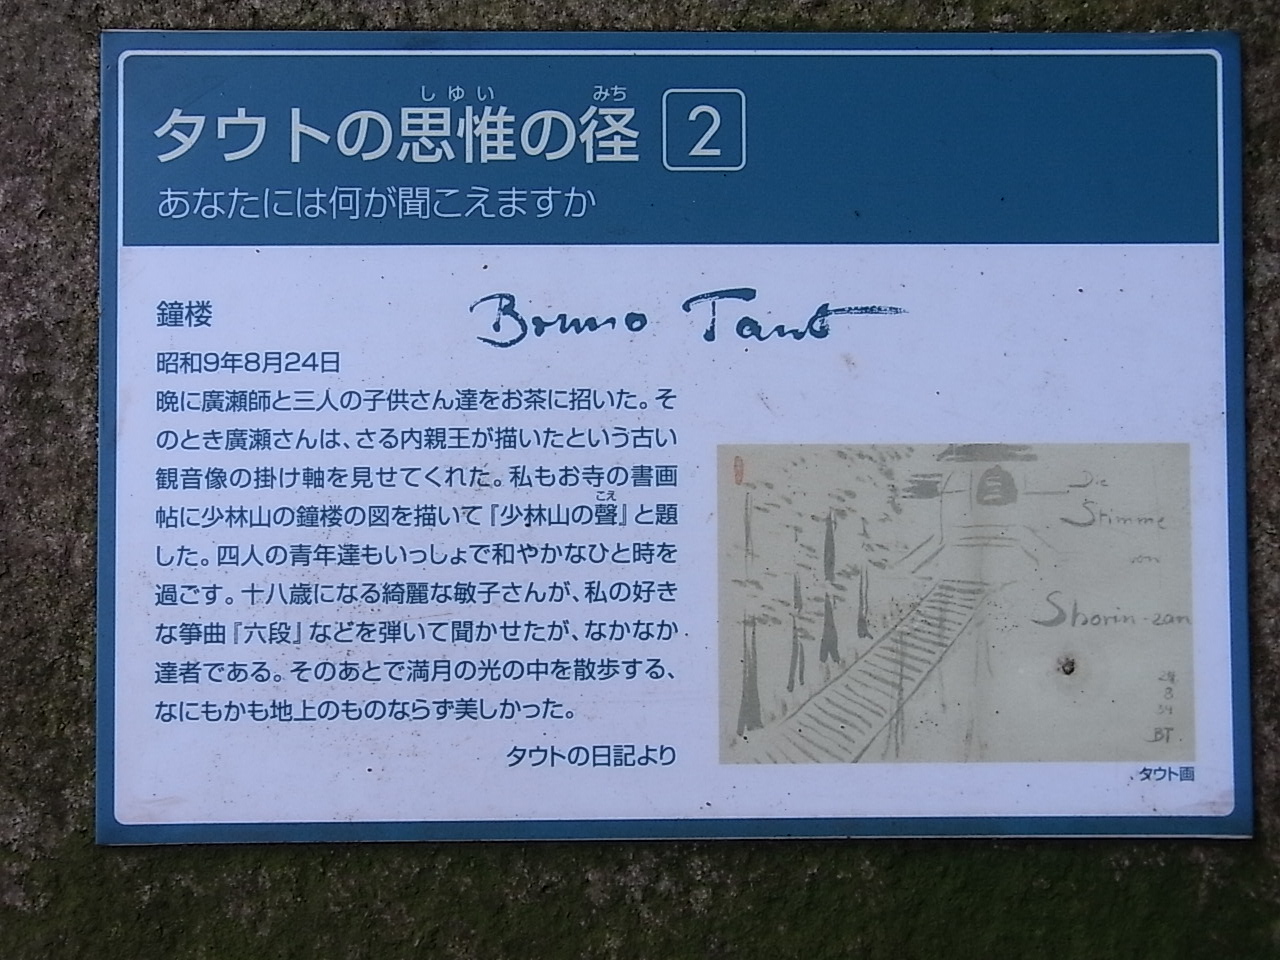 タウトの思惟の径 2
しゆい みち
あなたには何が聞こえますか
鐘楼
Bruno Taut
昭和9年8月24日
晩に廣瀬師と三人の子供さん達をお茶に招いた。そ
のとき廣瀬さんは、さる内親王が描いたという古い
観音像の掛け軸を見せてくれた。私もお寺の書画
こえ
帖に少林山の鐘楼の図を描いて『少林山の聲』と題
した。四人の青年達もいっしょで和やかなひと時を
過ごす。十八歳になる綺麗な敏子さんが、私の好き
な箏曲『六段』などを弾いて聞かせたが、なかなか
達者である。そのあとで満月の光の中を散歩する、
なにもかも地上のものならず美しかった。
タウトの日記より
Die
Stimme
von
Shorin-zan
24
8
34
BT
タウト画